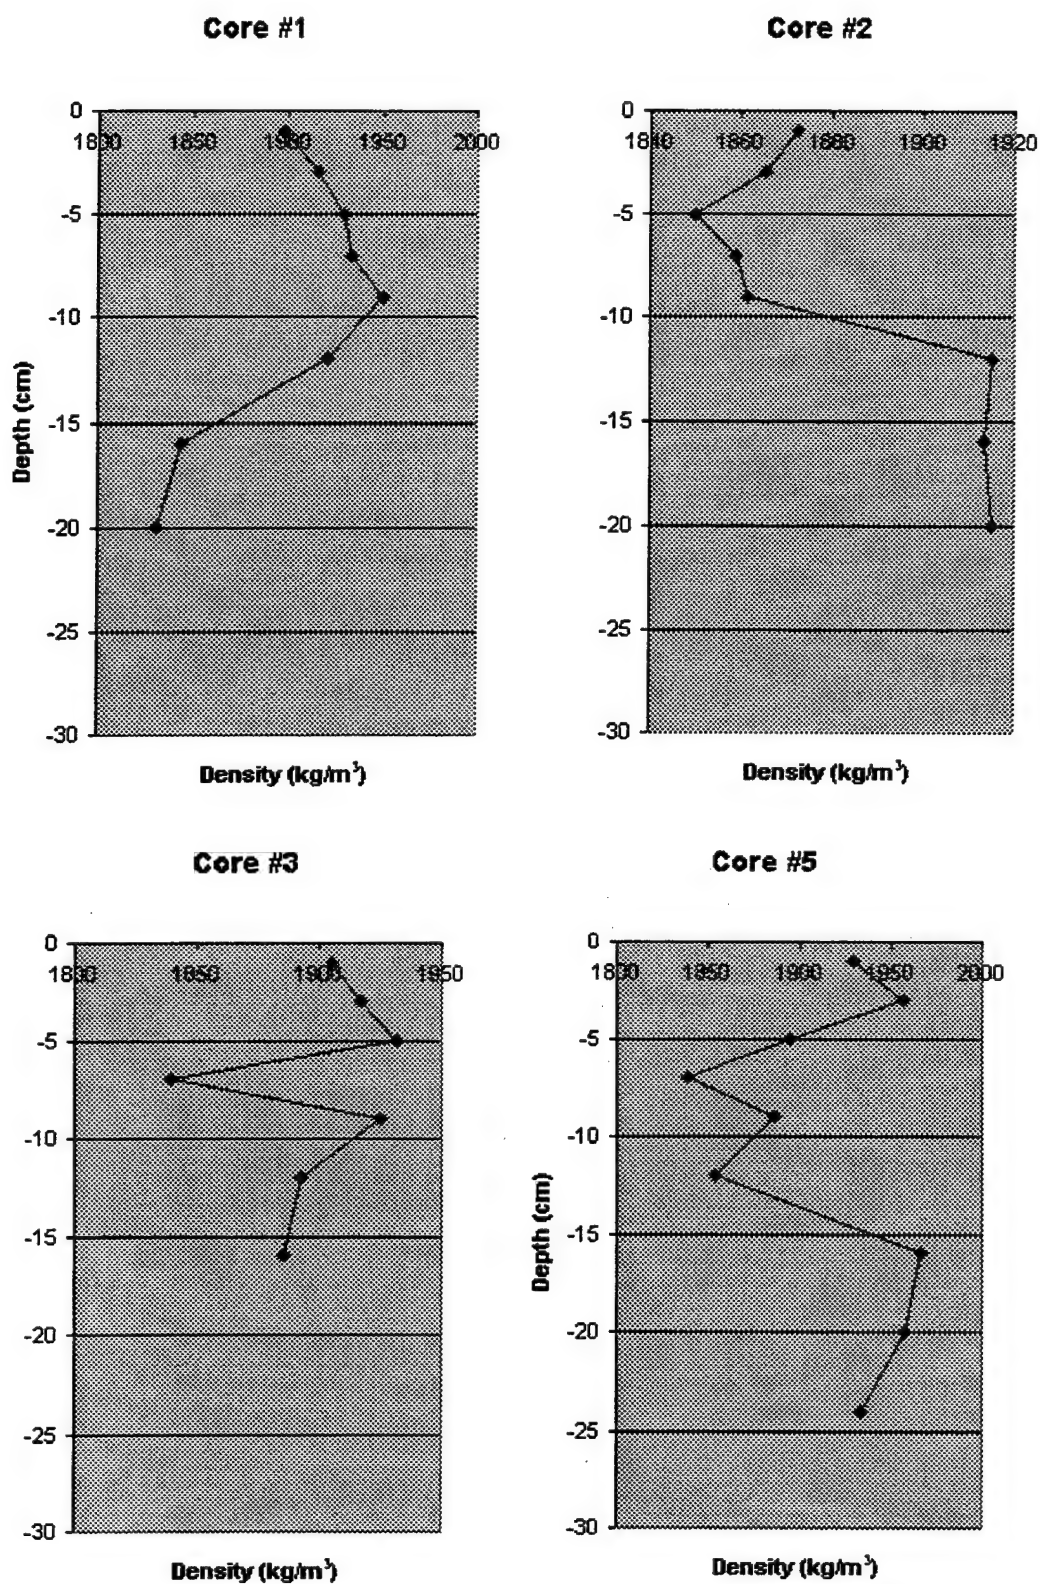 Core #1
Core #2
0
1800 1850 1900 1950 2000
-5
-10
-15
-20
-25
-30
Depth (cm)
Density (kg/m³)
0
1840 1860 1880 1900 1920
-5
-10
-15
-20
-25
-30
Density (kg/m³)
Core #3
Core #5
0
1800 1850 1900 1950
-5
-10
-15
-20
-25
-30
Density (kg/m³)
0
1800 1850 1900 1950 2000
-5
-10
-15
-20
-25
-30
Depth (cm)
Density (kg/m³)